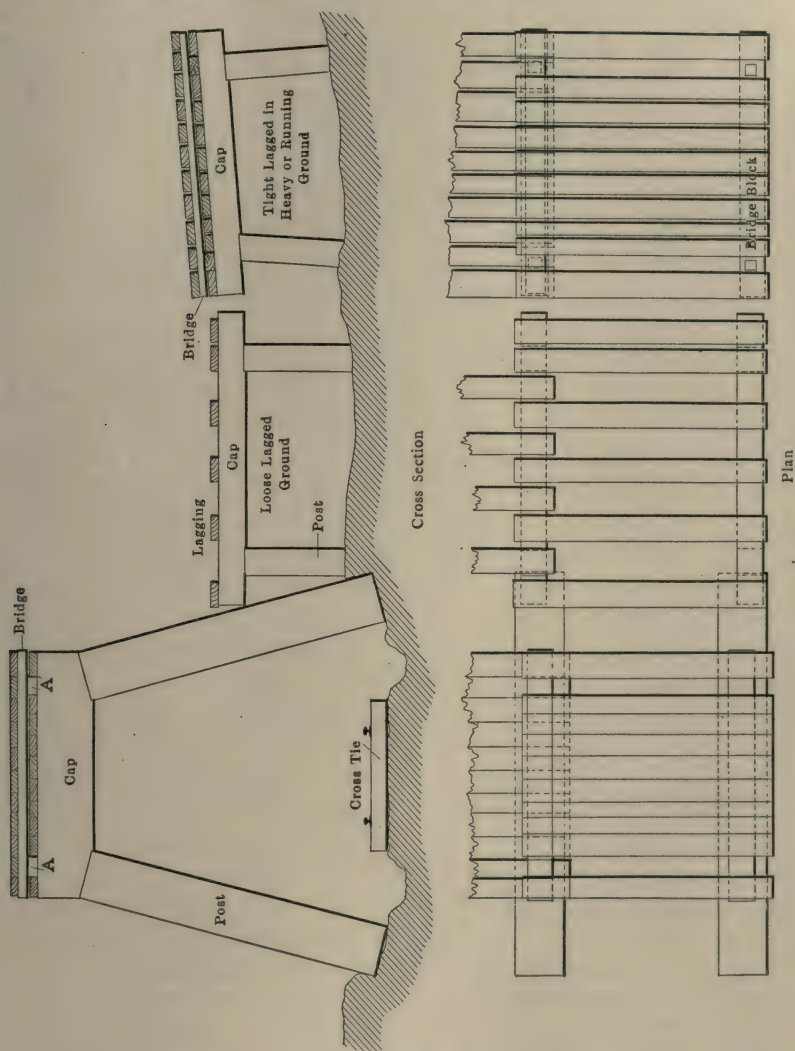 Bridge
A
A
Cap
Post
Cross Tie
Lagging
Cap
Loose Lagged
Ground
Post
Bridge
Cap
Tight Lagged in
Heavy or Running
Ground
Cross Section
Bridge Block
Plan